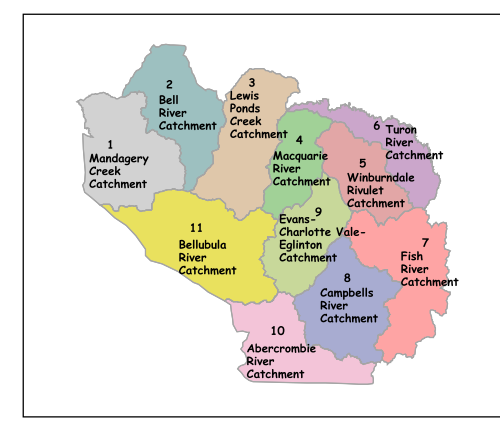 1
Mandagery
Creek
Catchment
2
Bell
River
Catchment
3
Lewis
Ponds
Creek
Catchment
4
Macquarie
River
Catchment
5
Winburndale
Rivulet
Catchment
6 Turon
River
Catchment
7
Fish
River
Catchment
8
Campbells
River
Catchment
9
Evans-
Charlotte Vale-
Eglinton
Catchment
10
Abercrombie
River
Catchment
11
Bellubula
River
Catchment